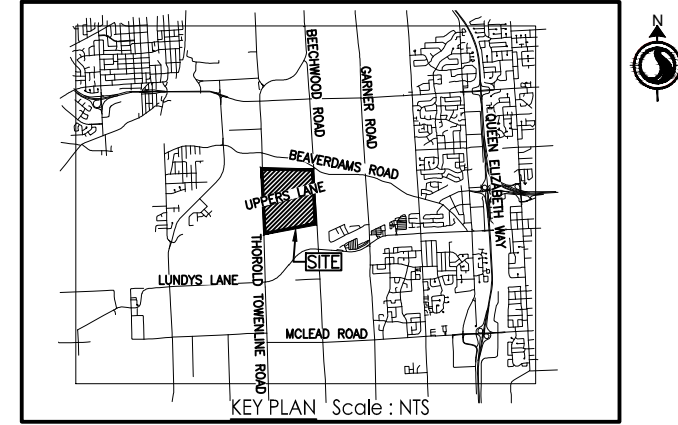 N
BEECHWOOD ROAD
GARNER ROAD
QUEEN ELIZABETH WAY
BEAVERDAMS ROAD
UPPERS LANE
THOROLD TOWENLINE ROAD
SITE
LUNDYS LANE
MCLEAD ROAD
KEY PLAN Scale : NTS